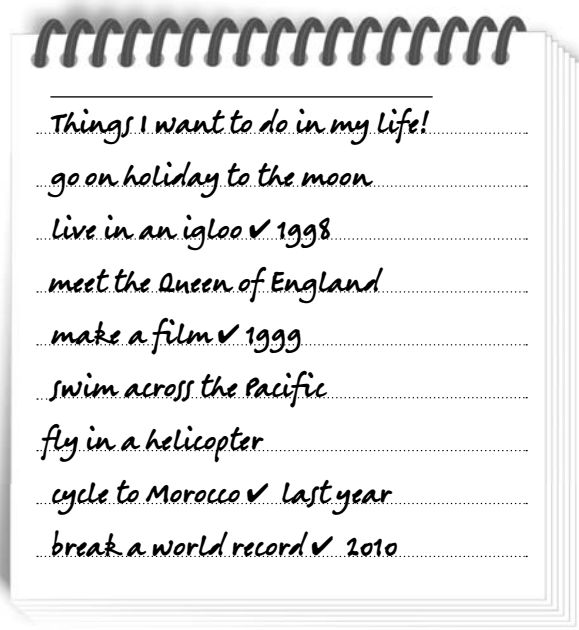 Things I want to do in my life!
go on holiday to the moon
live in an igloo ✔ 1998
meet the Queen of England
make a film ✔ 1999
swim across the Pacific
fly in a helicopter
cycle to Morocco ✔ last year
break a world record ✔ 2010